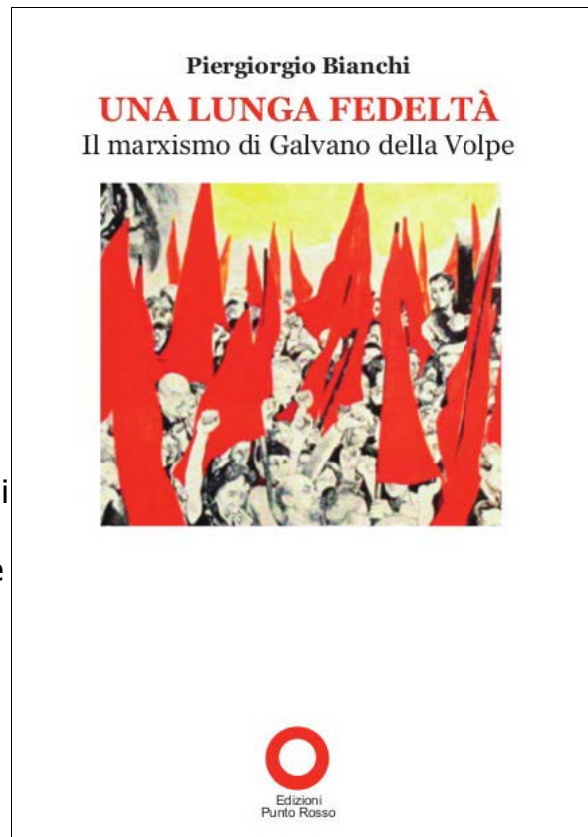 Piergiorgio Bianchi
UNA LUNGA FEDELTÀ
Il marxismo di Galvano della Volpe
i
e
Edizioni
Punto Rosso